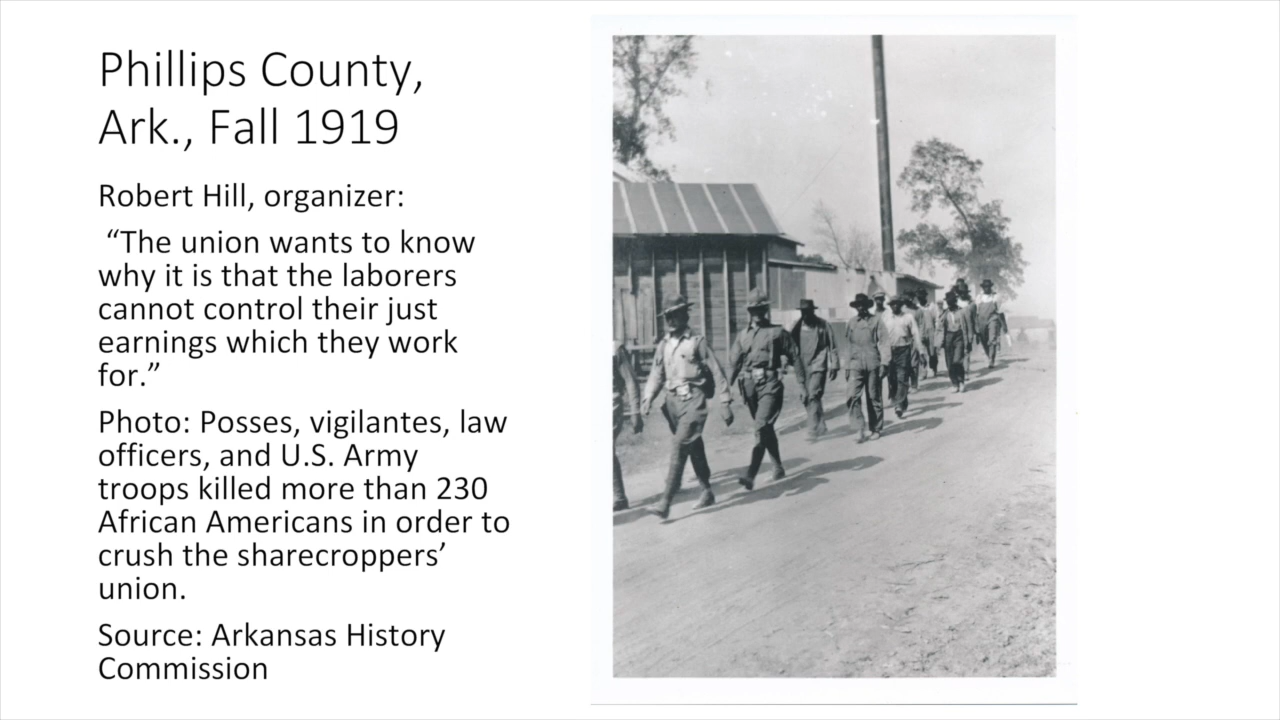 Phillips County,
Ark., Fall 1919
Robert Hill, organizer:
“The union wants to know
why it is that the laborers
cannot control their just
earnings which they work
for.”
Photo: Posses, vigilantes, law
officers, and U.S. Army
troops killed more than 230
African Americans in order to
crush the sharecroppers’
union.
Source: Arkansas History
Commission